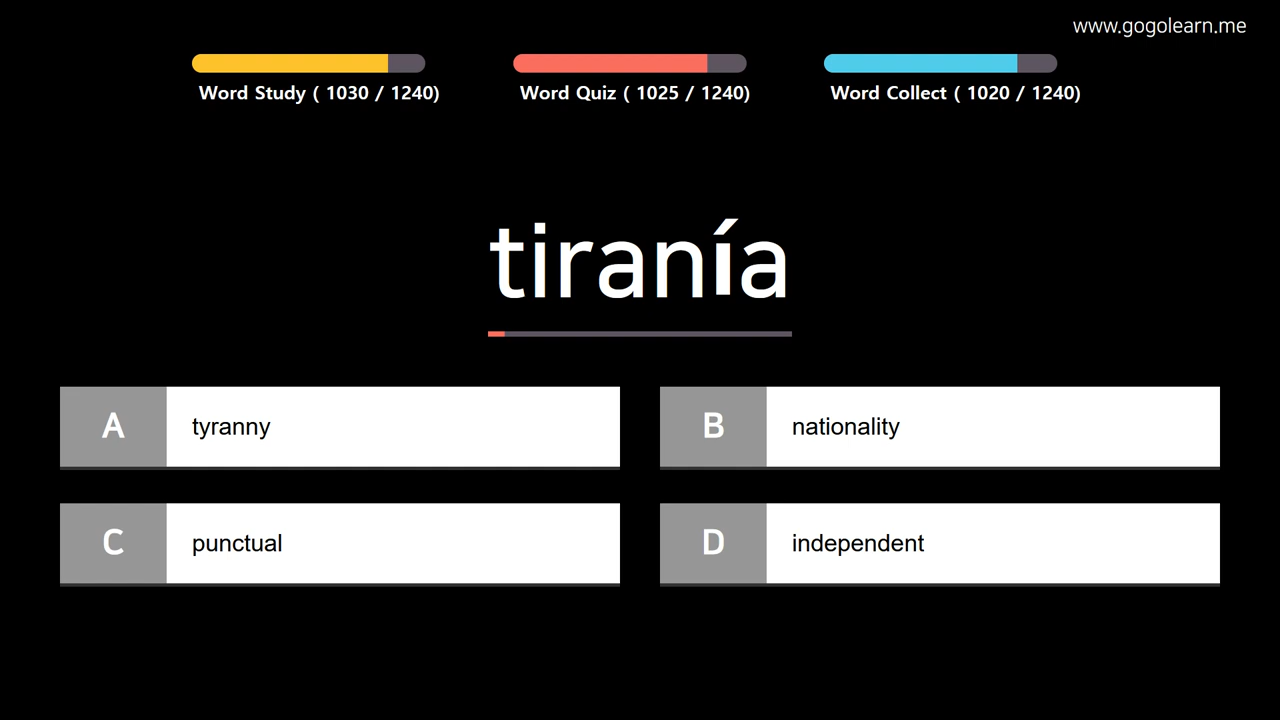 www.gogolearn.me
Word Study ( 1030 / 1240)
Word Quiz ( 1025 / 1240)
Word Collect ( 1020 / 1240)
tiranía
A tyranny
B nationality
C punctual
D independent